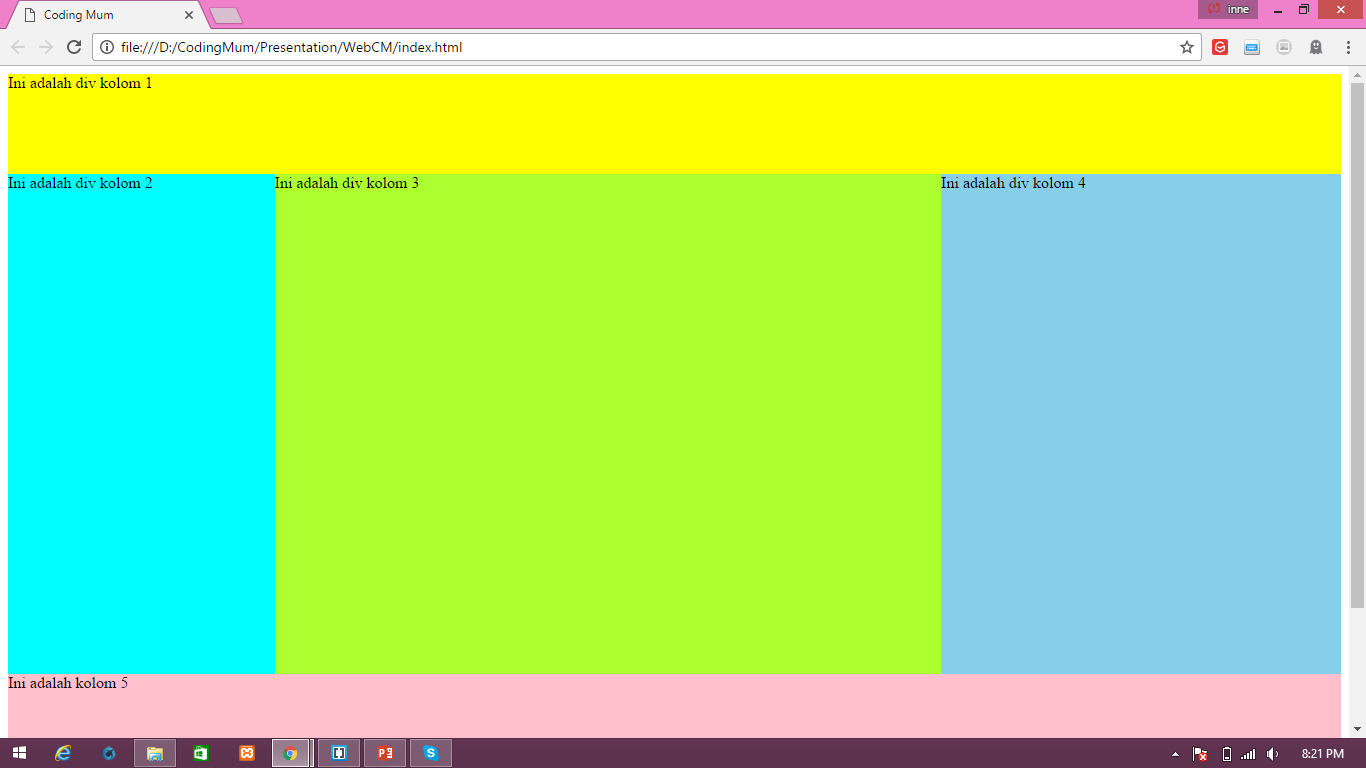 Coding Mum
inne
file:///D:/CodingMum/Presentation/WebCM/index.html
Ini adalah div kolom 1
Ini adalah div kolom 2
Ini adalah div kolom 3
Ini adalah div kolom 4
Ini adalah kolom 5
8:21 PM